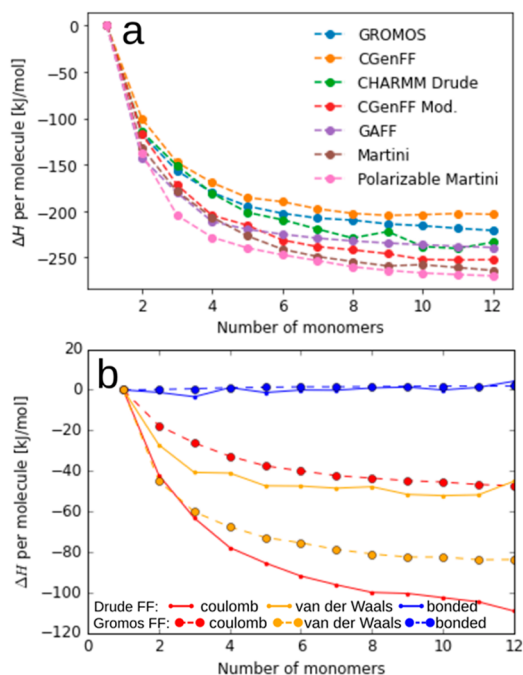 a
GROMOS
CGenFF
CHARMM Drude
CGenFF Mod.
GAFF
Martini
Polarizable Martini
ΔH per molecule [kJ/mol]
0
−50
−100
−150
−200
−250
2 4 6 8 10 12
Number of monomers
b
ΔH per molecule [kJ/mol]
20
0
−20
−40
−60
−80
−100
−120
Drude FF: coulomb van der Waals bonded
Gromos FF: coulomb van der Waals bonded
0 2 4 6 8 10 12
Number of monomers